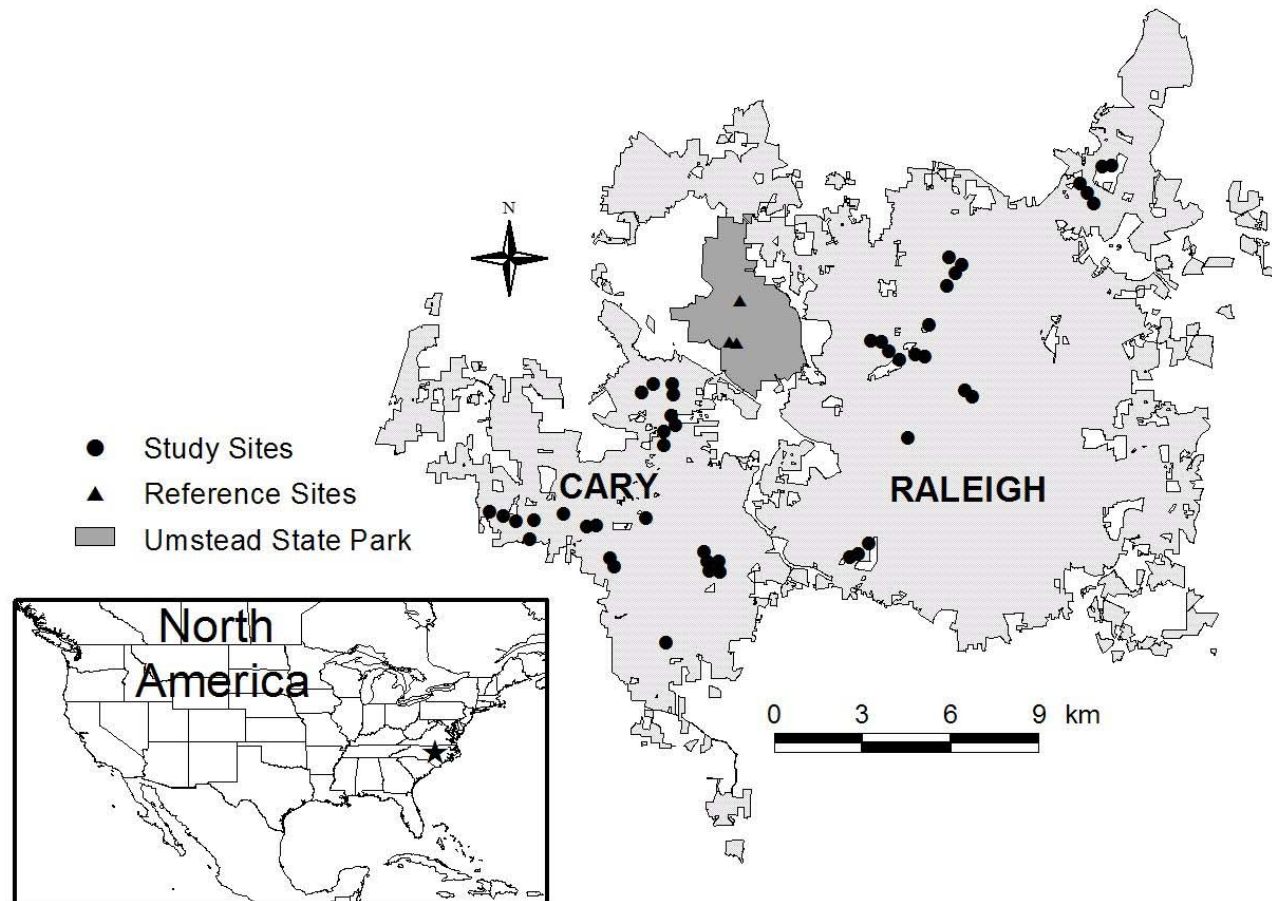 N
CARY
RALEIGH
Study Sites
Reference Sites
Umstead State Park
North
America
0 3 6 9 km